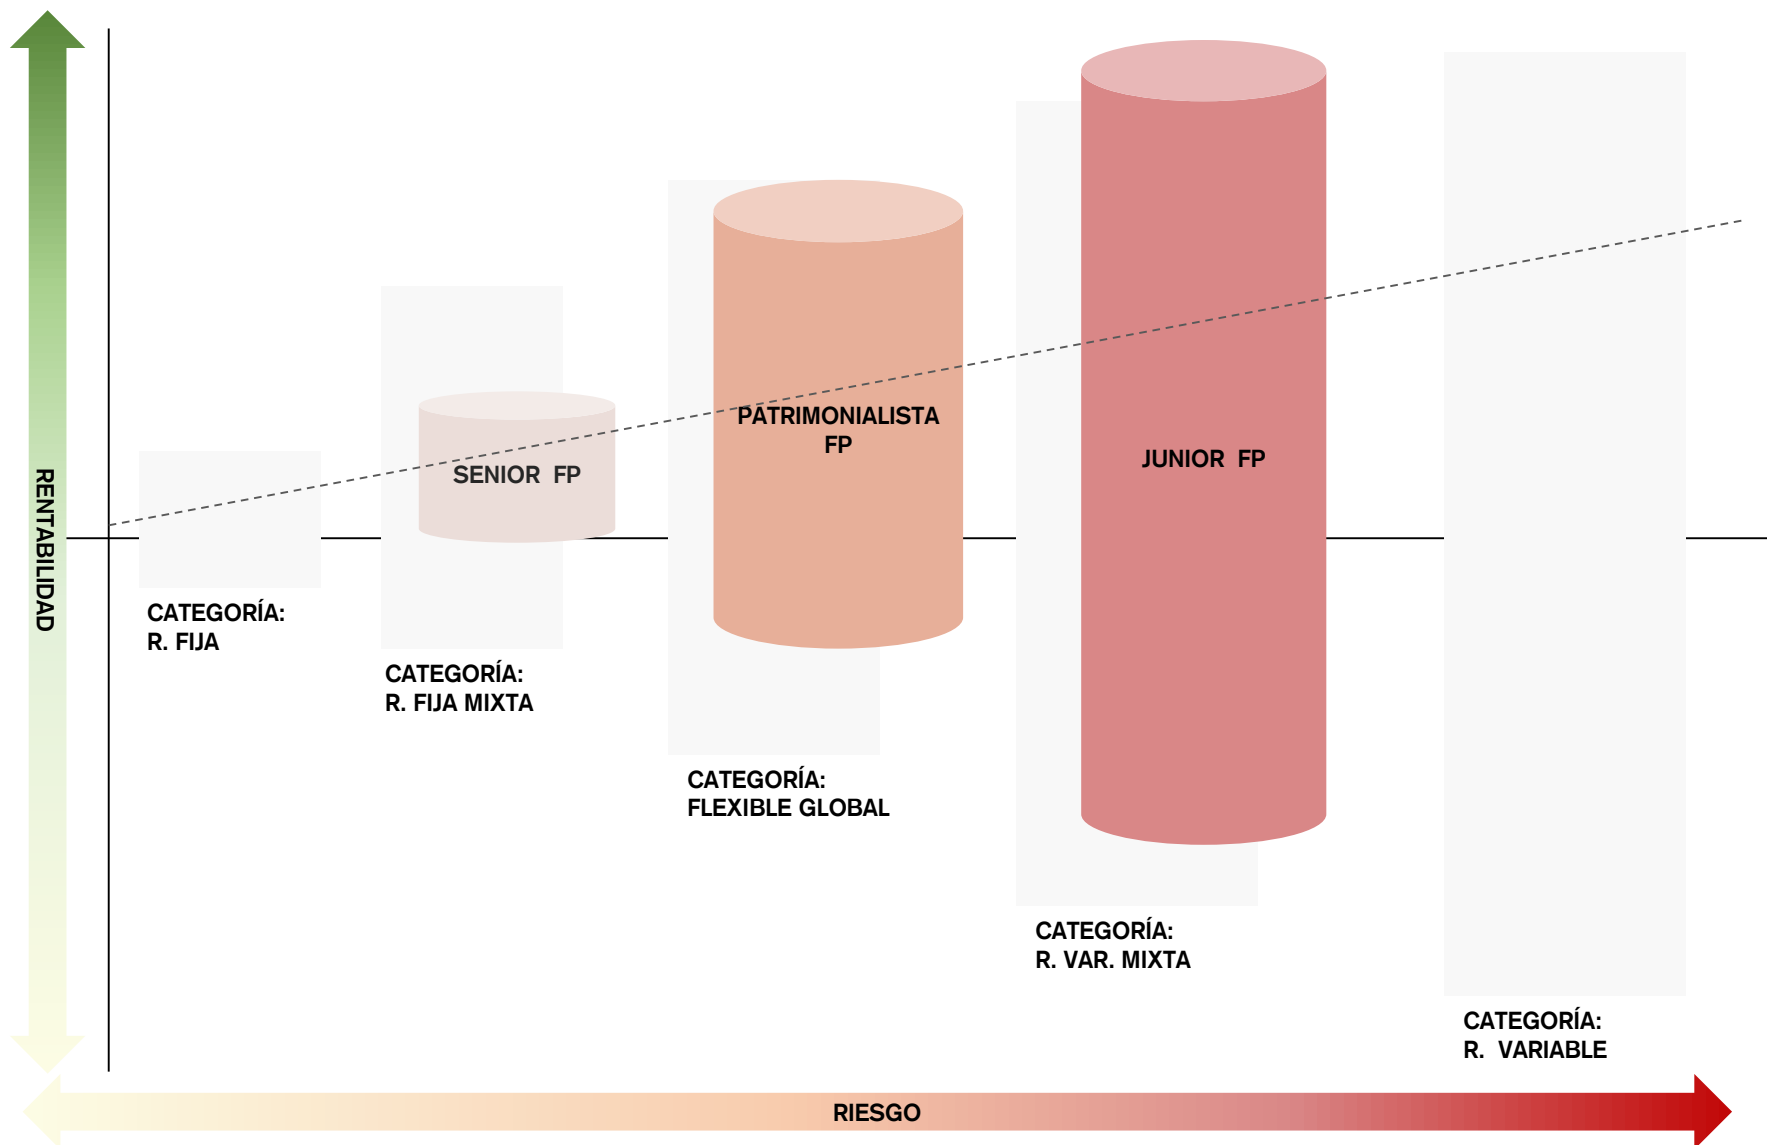 RENTABILIDAD
CATEGORÍA:
R. FIJA
SENIOR  FP
CATEGORÍA:
R. FIJA MIXTA
PATRIMONIALISTA
FP
CATEGORÍA:
FLEXIBLE GLOBAL
JUNIOR  FP
CATEGORÍA:
R. VAR. MIXTA
CATEGORÍA:
R.  VARIABLE
RIESGO